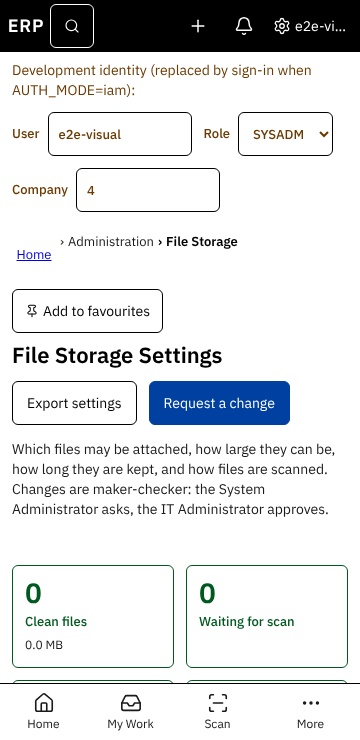 ERP
e2e-vi...
Development identity (replaced by sign-in when
AUTH_MODE=iam):
User e2e-visual Role SYSADM
Company 4
Home › Administration › File Storage
Add to favourites
File Storage Settings
Export settings Request a change
Which files may be attached, how large they can be,
how long they are kept, and how files are scanned.
Changes are maker-checker: the System
Administrator asks, the IT Administrator approves.
0 0
Clean files Waiting for scan
0.0 MB
Home My Work Scan More